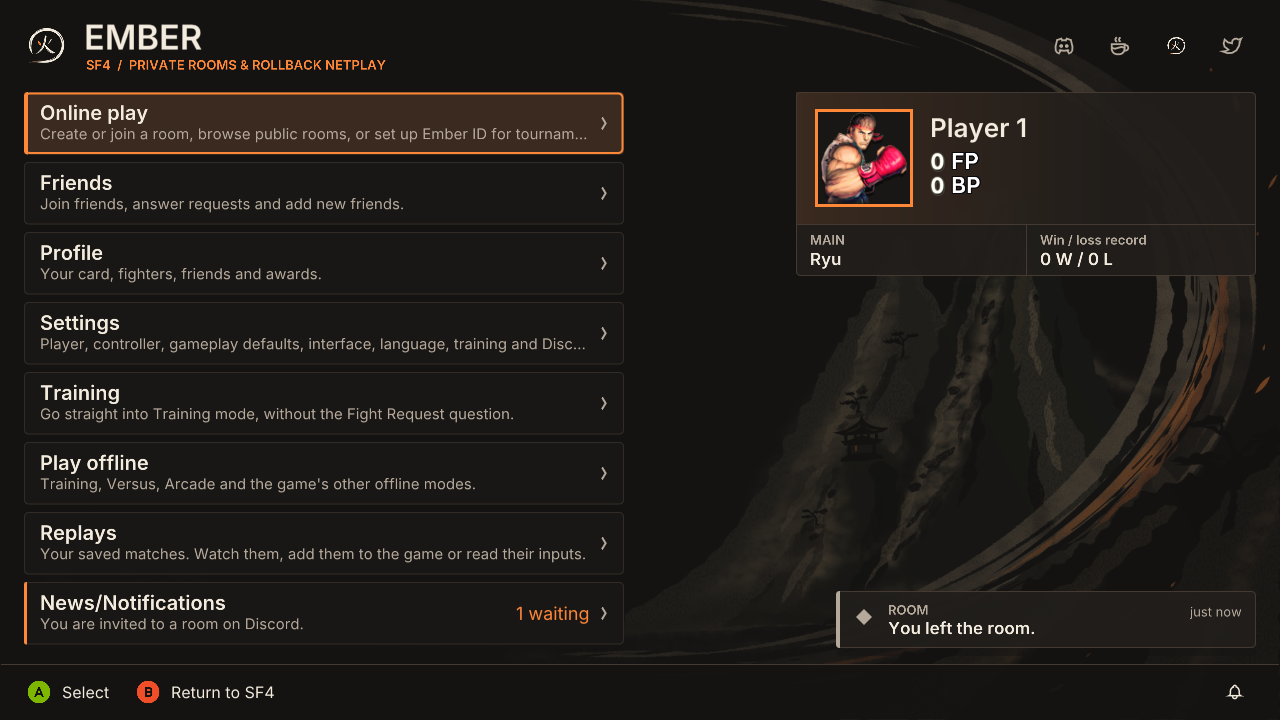 EMBER
SF4 / PRIVATE ROOMS & ROLLBACK NETPLAY
Online play
Create or join a room, browse public rooms, or set up Ember ID for tournam...
Friends
Join friends, answer requests and add new friends.
Profile
Your card, fighters, friends and awards.
Settings
Player, controller, gameplay defaults, interface, language, training and Disc...
Training
Go straight into Training mode, without the Fight Request question.
Play offline
Training, Versus, Arcade and the game's other offline modes.
Replays
Your saved matches. Watch them, add them to the game or read their inputs.
News/Notifications
You are invited to a room on Discord.
1 waiting
Player 1
0 FP
0 BP
MAIN
Ryu
Win / loss record
0 W / 0 L
ROOM
just now
You left the room.
A Select
B Return to SF4
火
火